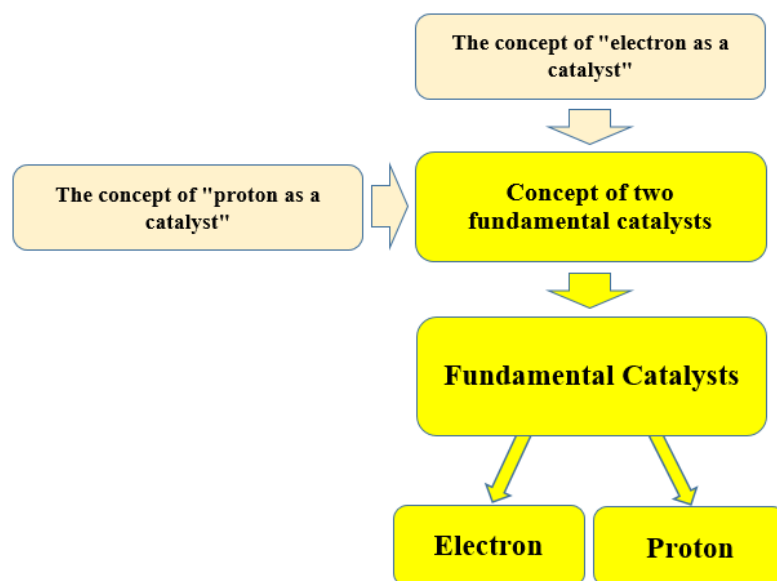 The concept of "electron as a
catalyst"
The concept of "proton as a
catalyst"
Concept of two
fundamental catalysts
Fundamental Catalysts
Electron
Proton